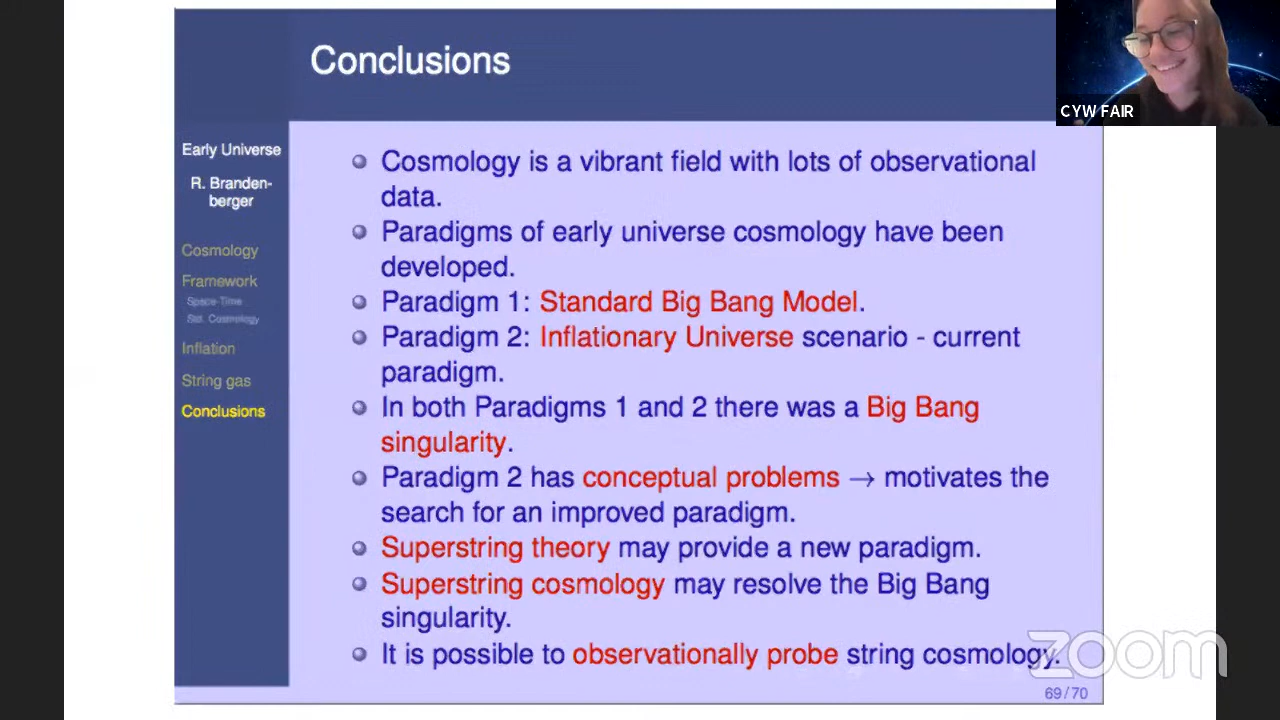 Conclusions
CYW FAIR
Early Universe
R. Branden-
berger
Cosmology
Framework
Space-Time
Std. Cosmology
Inflation
String gas
Conclusions
Cosmology is a vibrant field with lots of observational
data.
Paradigms of early universe cosmology have been
developed.
Paradigm 1: Standard Big Bang Model.
Paradigm 2: Inflationary Universe scenario - current
paradigm.
In both Paradigms 1 and 2 there was a Big Bang
singularity.
Paradigm 2 has conceptual problems → motivates the
search for an improved paradigm.
Superstring theory may provide a new paradigm.
Superstring cosmology may resolve the Big Bang
singularity.
It is possible to observationally probe string cosmology.
zoom
69/70